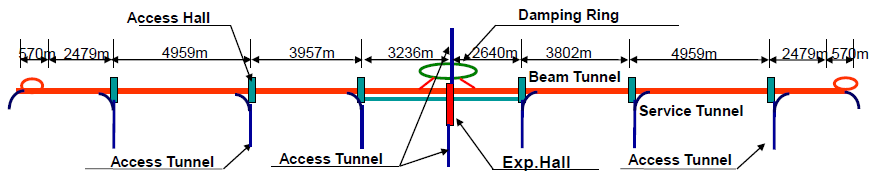 Access Hall
Damping Ring
570m 2479m 4959m 3957m 3236m 2640m 3802m 4959m 2479m 570m
Beam Tunnel
Service Tunnel
Access Tunnel Access Tunnel Exp.Hall Access Tunnel